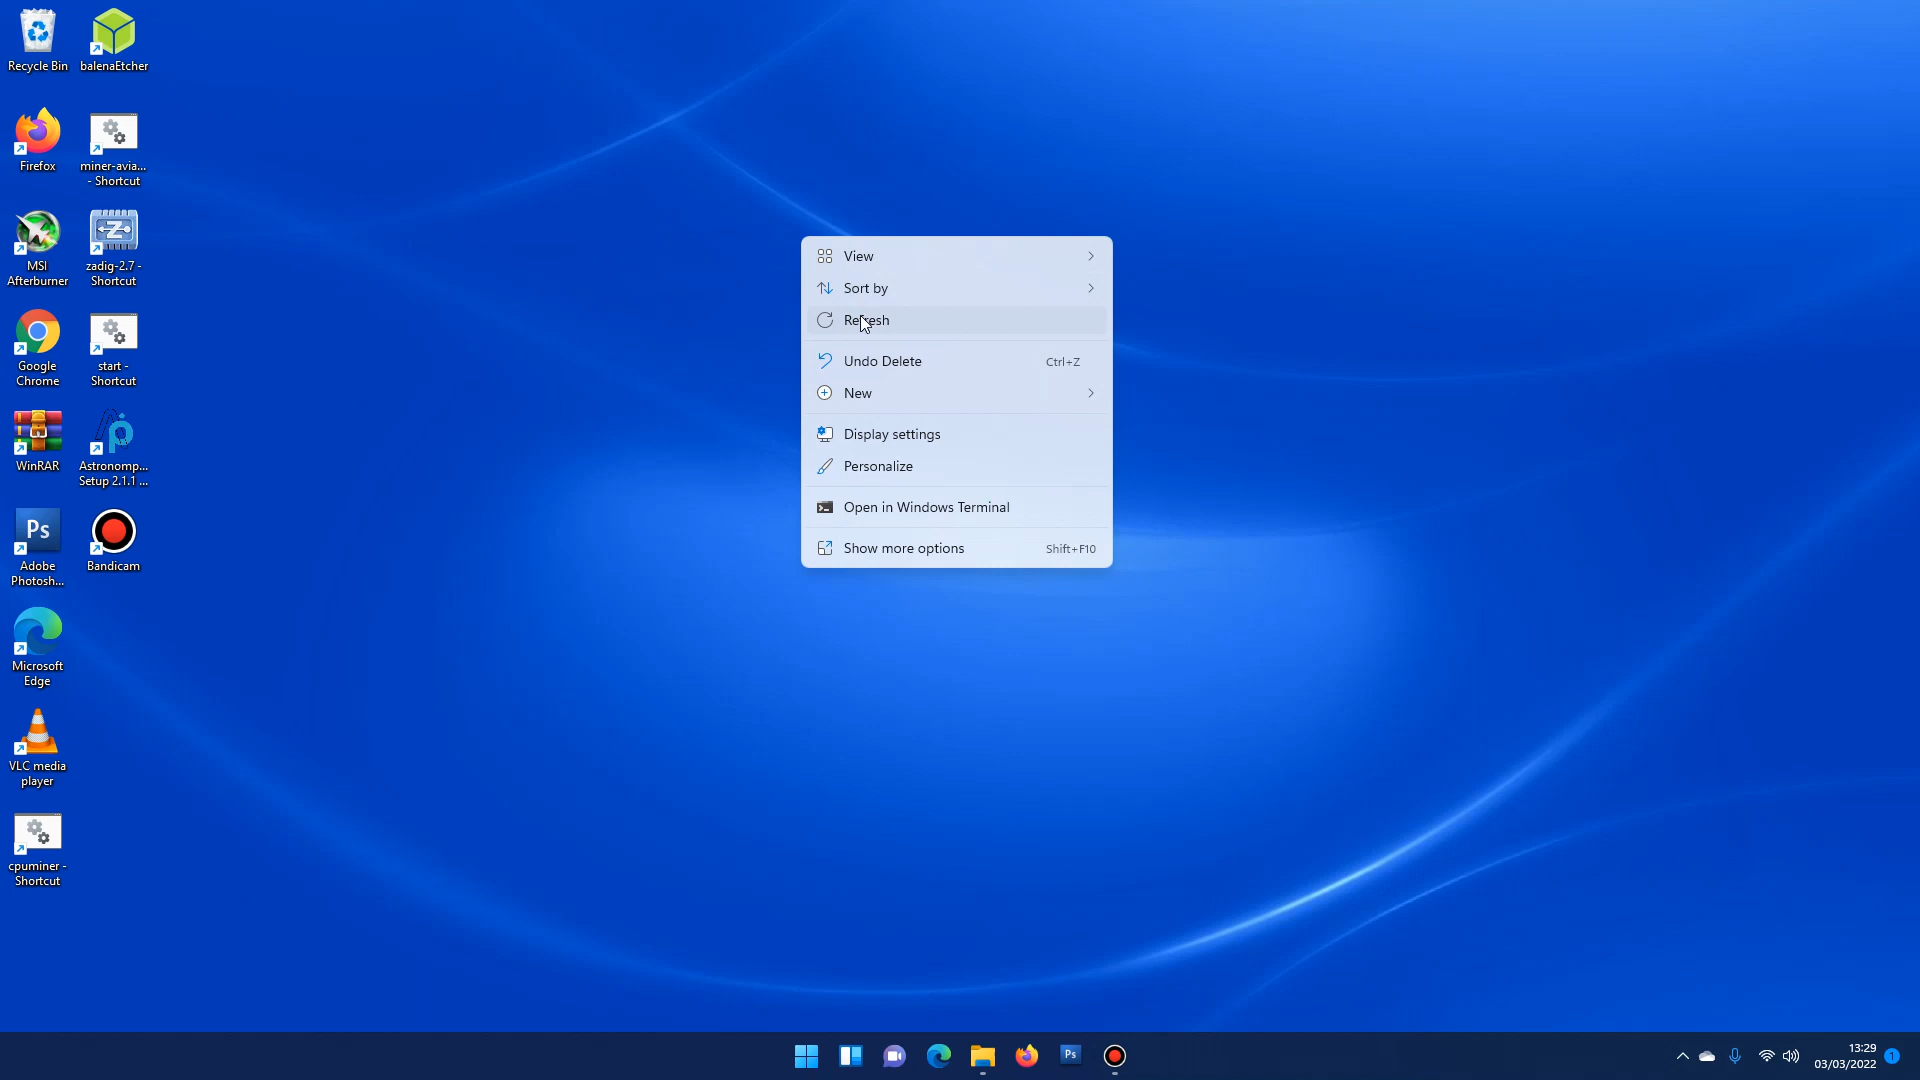 Recycle Bin
balenaEtcher
Firefox
miner-avia...
- Shortcut
MSI
Afterburner
zadig-2.7 -
Shortcut
Google
Chrome
start -
Shortcut
WinRAR
Astronomp...
Setup 2.1.1 ...
Ps
Adobe
Photosh...
Bandicam
Microsoft
Edge
VLC media
player
cpuminer -
Shortcut
View
Sort by
Refresh
Undo Delete Ctrl+Z
New
Display settings
Personalize
Open in Windows Terminal
Show more options Shift+F10
Ps
13:29
03/03/2022
1